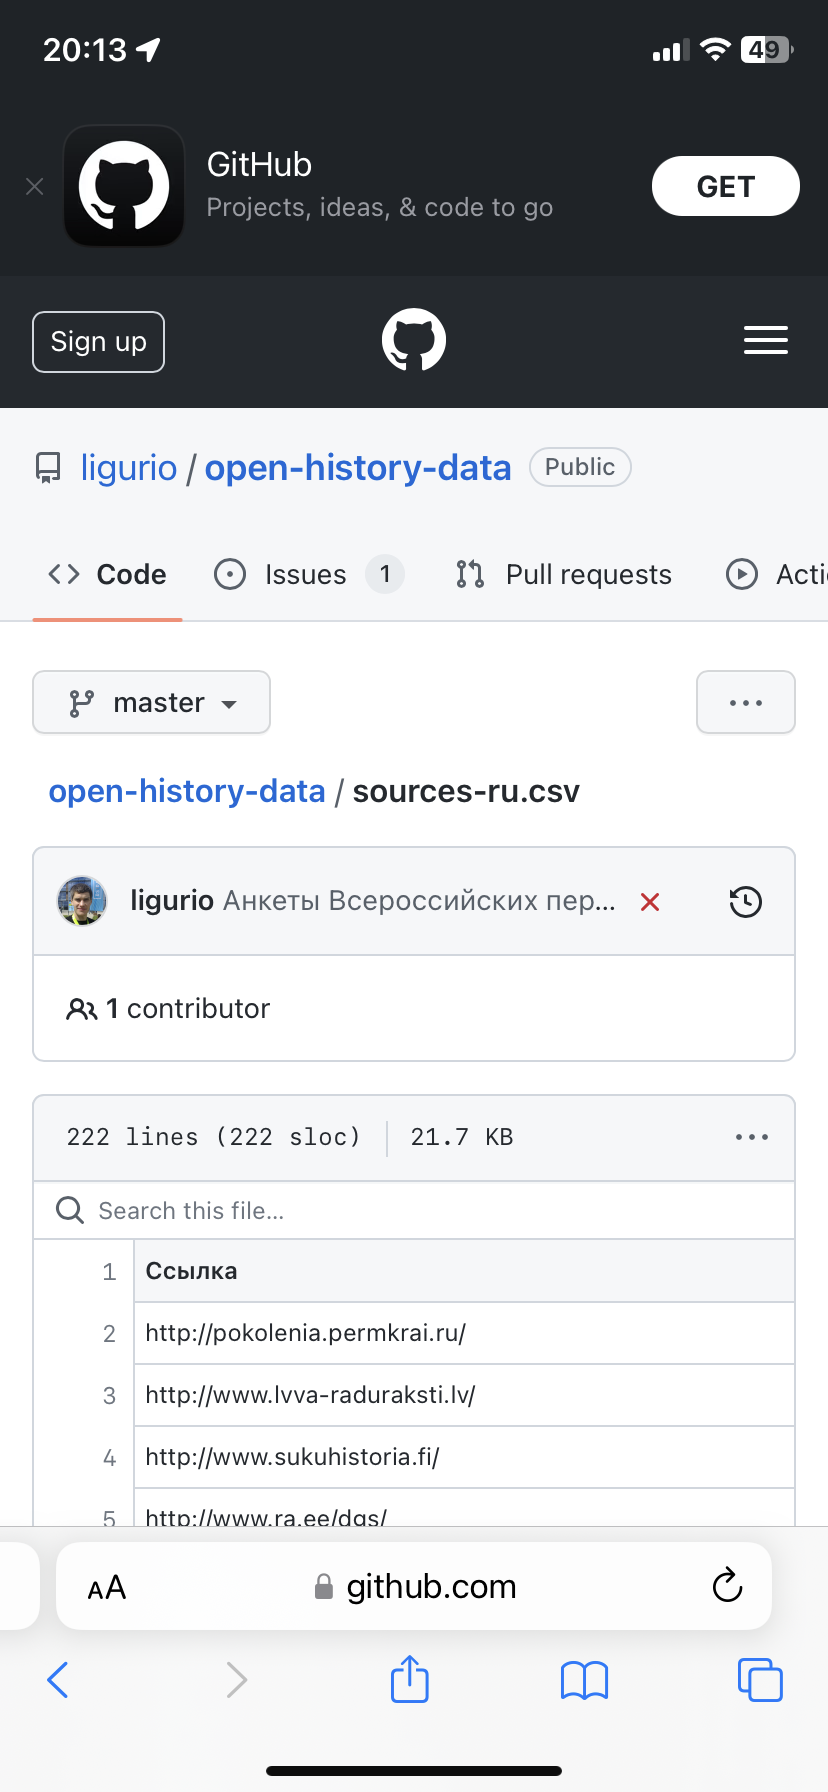 20:13
49
GitHub
Projects, ideas, & code to go
GET
Sign up
ligurio / open-history-data Public
Code Issues 1 Pull requests Acti
master
open-history-data / sources-ru.csv
ligurio Анкеты Всероссийских пер...
1 contributor
222 lines (222 sloc) 21.7 KB
Search this file...
1 Ссылка
2 http://pokolenia.permkrai.ru/
3 http://www.lvva-raduraksti.lv/
4 http://www.sukuhistoria.fi/
5 http://www.ra.ee/dgs/
AA github.com